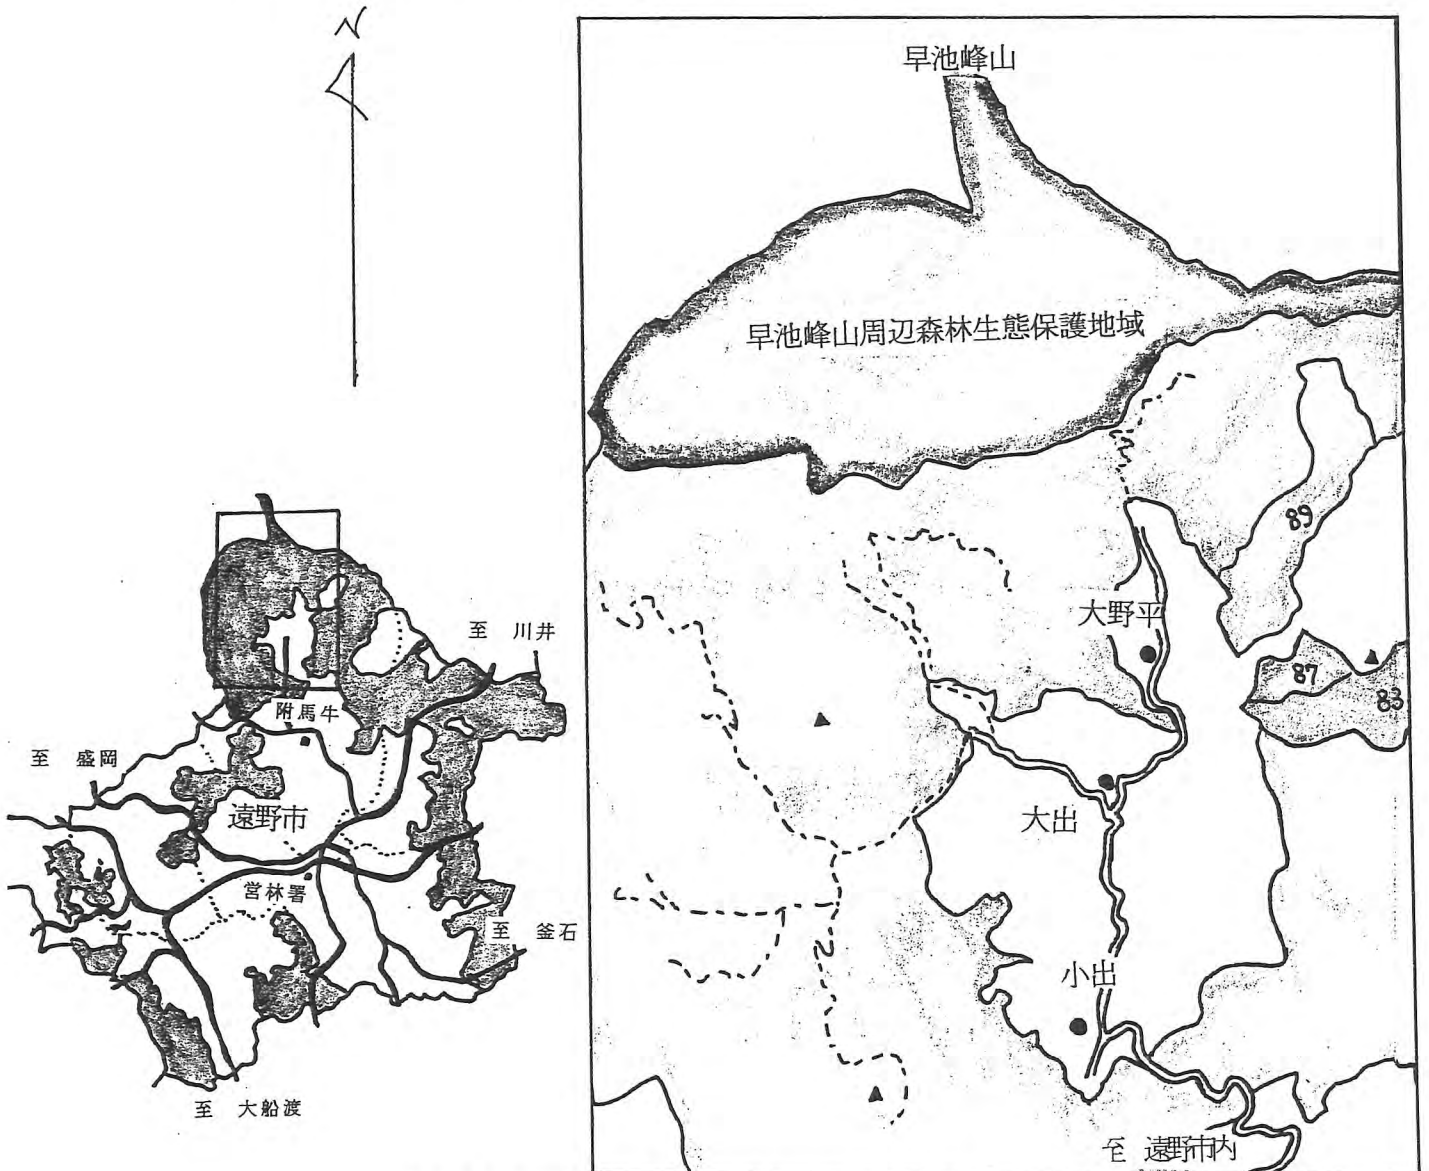 N
早池峰山
早池峰山周辺森林生態保護地域
89
大野平
87
83
大出
小出
至 遠野市内
至 川井
附馬牛
至 盛岡
遠野市
営林署
至 釜石
至 大船渡